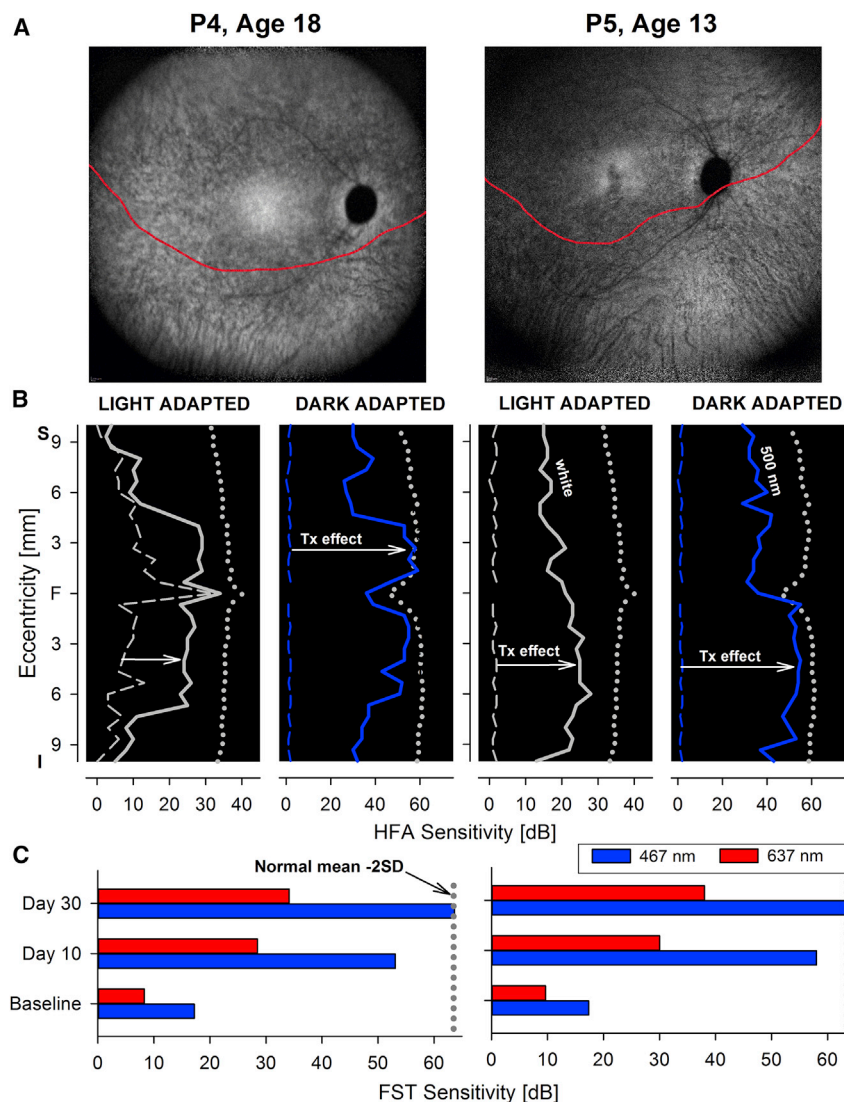 A
P4, Age 18
P5, Age 13
B
LIGHT ADAPTED
DARK ADAPTED
LIGHT ADAPTED
DARK ADAPTED
S
9
6
3
F
3
6
9
I
Eccentricity [mm]
Tx effect
white
Tx effect
500 nm
Tx effect
0 10 20 30 40
0 20 40 60
0 10 20 30 40
0 20 40 60
HFA Sensitivity [dB]
C
Normal mean -2SD
467 nm
637 nm
Day 30
Day 10
Baseline
0 10 20 30 40 50 60
0 10 20 30 40 50 60
FST Sensitivity [dB]